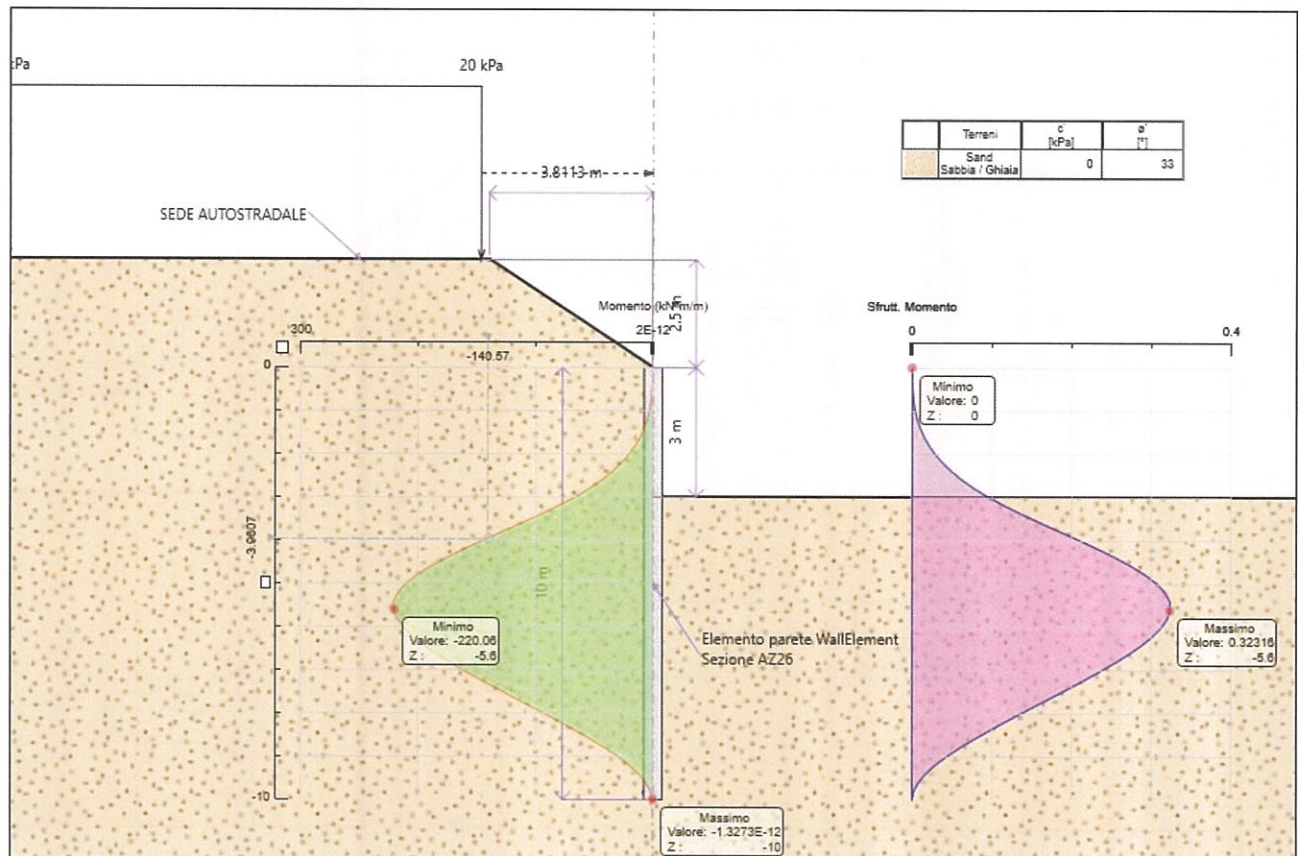 :Pa
20 kPa
Terreni
c'
[kPa]
ø'
[°]
Sand
Sabbia / Ghiaia
0
33
3.8113 m
SEDE AUTOSTRADALE
2.5 m
Momento (kN*m/m)
300
2E-12
-140.57
Sfrutt. Momento
0
0.4
0
Minimo
Valore: 0
Z : 0
3 m
-3.9607
10 m
Minimo
Valore: -220.06
Z : -5.6
Elemento parete WallElement
Sezione AZ26
Massimo
Valore: 0.32316
Z : -5.6
-10
Massimo
Valore: -1.3273E-12
Z : -10